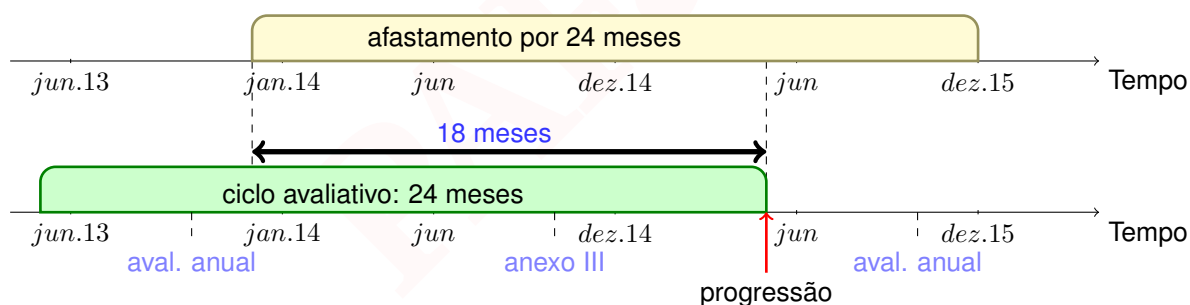 afastamento por 24 meses
jun.13 jan.14 jun dez.14 jun dez.15 Tempo
18 meses
ciclo avaliativo: 24 meses
jun.13 jan.14 jun dez.14 jun dez.15 Tempo
aval. anual anexo III aval. anual
progressão